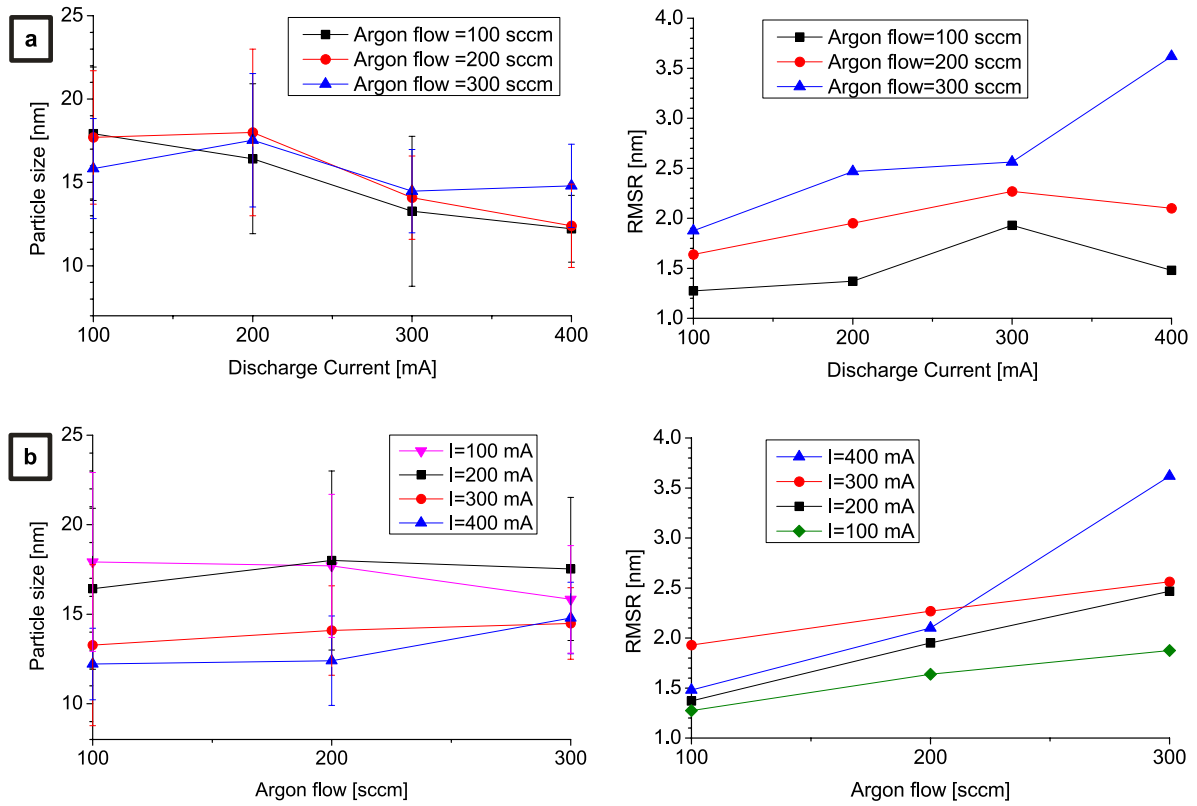 a
25
20
15
10
100
200
300
400
Particle size [nm]
Discharge Current [mA]
Argon flow =100 sccm
Argon flow =200 sccm
Argon flow =300 sccm
4.0
3.5
3.0
2.5
2.0
1.5
1.0
100
200
300
400
RMSR [nm]
Discharge Current [mA]
Argon flow=100 sccm
Argon flow=200 sccm
Argon flow=300 sccm
b
25
20
15
10
100
200
300
Particle size [nm]
Argon flow [sccm]
I=100 mA
I=200 mA
I=300 mA
I=400 mA
4.0
3.5
3.0
2.5
2.0
1.5
1.0
100
200
300
RMSR [nm]
Argon flow [sccm]
I=400 mA
I=300 mA
I=200 mA
I=100 mA